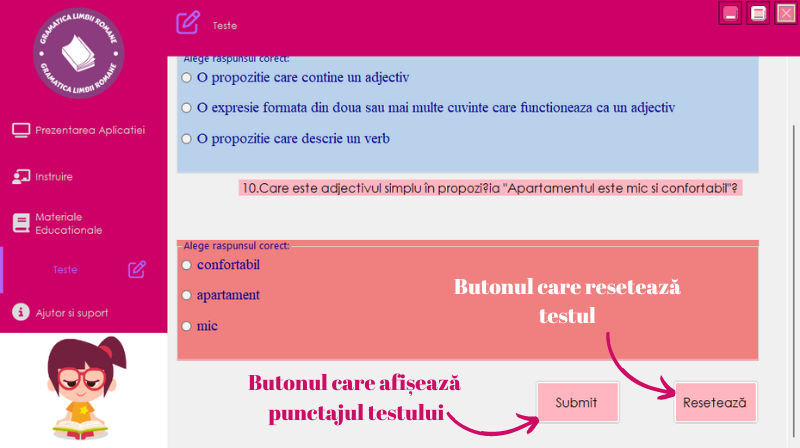 GRAMATICA LIMBII ROMANE
GRAMATICA LIMBII ROMANE
Teste
Prezentarea Aplicatiei
Instruire
Materiale
Educationale
Teste
Ajutor si suport
Alege raspunsul corect:
O propozitie care contine un adjectiv
O expresie formata din doua sau mai multe cuvinte care functioneaza ca un adjectiv
O propozitie care descrie un verb
10.Care este adjectivul simplu în propozi?ia "Apartamentul este mic si confortabil"?
Alege raspunsul corect:
confortabil
apartament
mic
Butonul care resetează
testul
Butonul care afișează
punctajul testului
Submit
Resetează